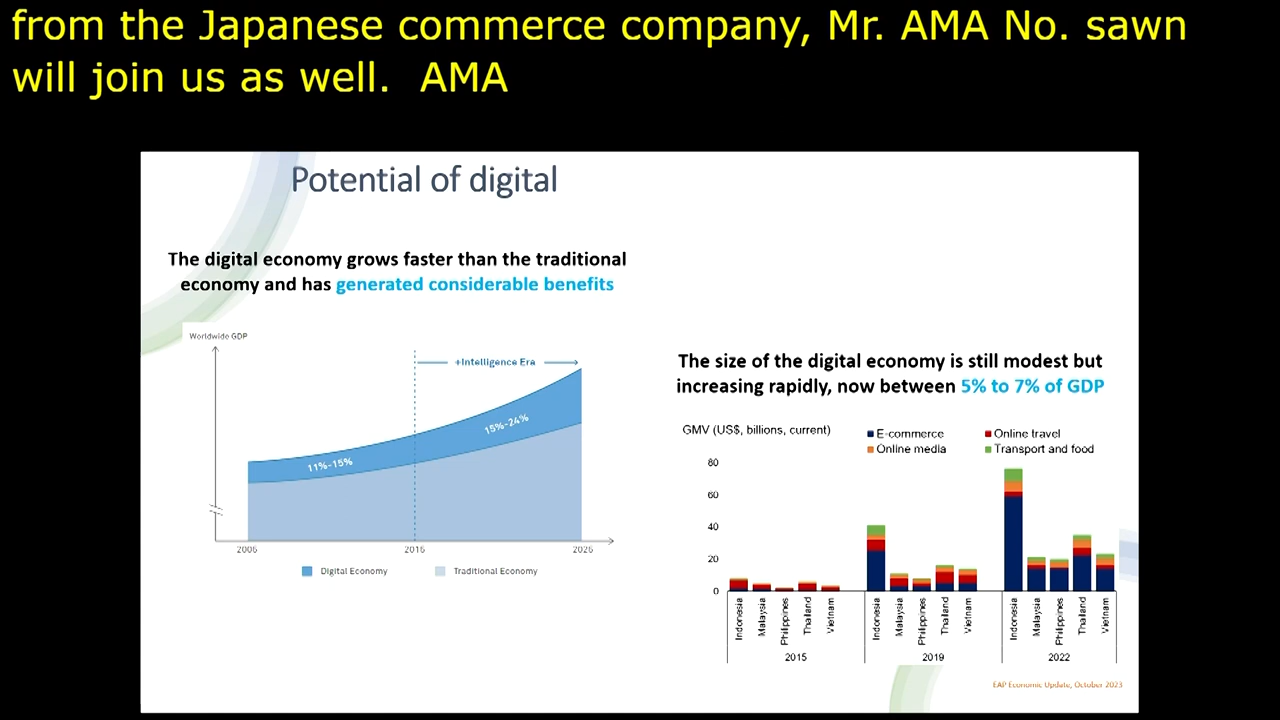 from the Japanese commerce company, Mr. AMA No. sawn
will join us as well.  AMA
Potential of digital
The digital economy grows faster than the traditional
economy and has generated considerable benefits
Worldwide GDP
+Intelligence Era
15%-24%
11%-15%
2006
2016
2026
Digital Economy
Traditional Economy
The size of the digital economy is still modest but
increasing rapidly, now between 5% to 7% of GDP
GMV (US$, billions, current)
E-commerce
Online travel
Online media
Transport and food
80
60
40
20
0
Indonesia
Malaysia
Philippines
Thailand
Vietnam
Indonesia
Malaysia
Philippines
Thailand
Vietnam
Indonesia
Malaysia
Philippines
Thailand
Vietnam
2015
2019
2022
EAP Economic Update, October 2023